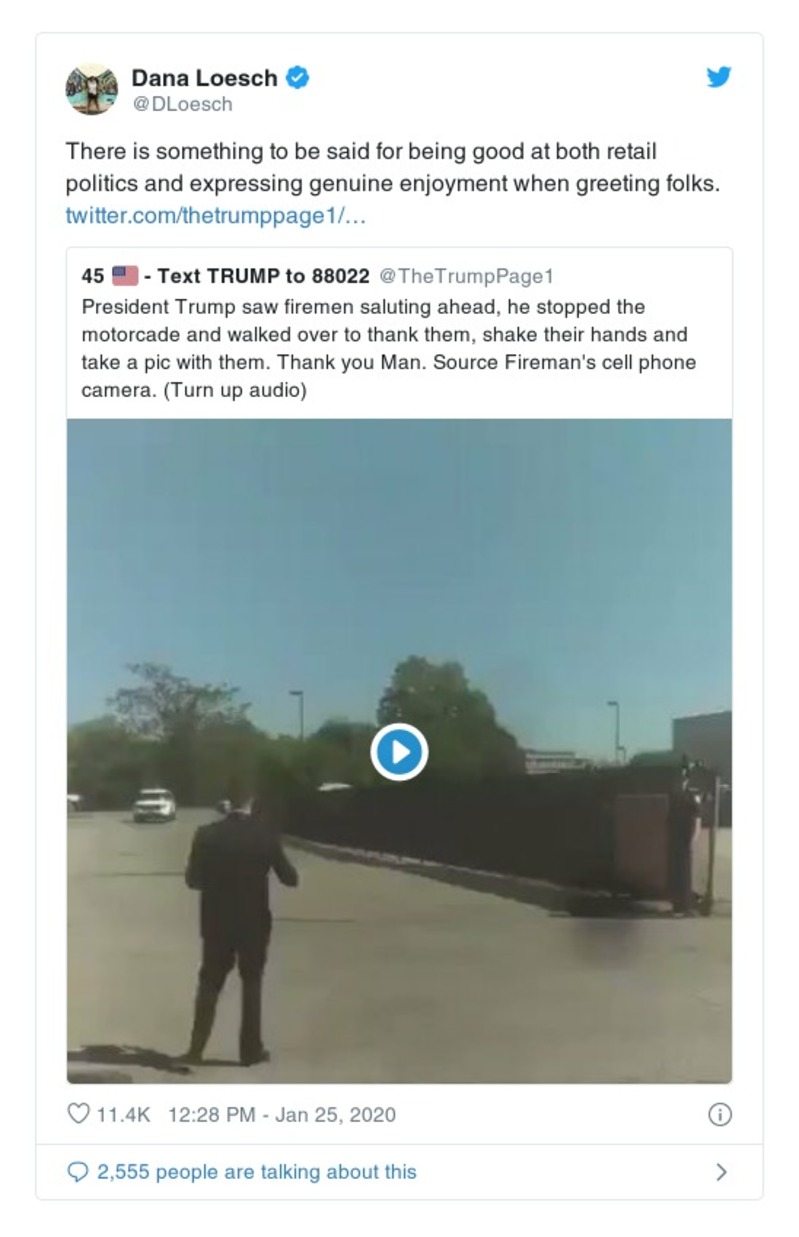 Dana Loesch
@DLoesch
There is something to be said for being good at both retail
politics and expressing genuine enjoyment when greeting folks.
twitter.com/thetrumppage1/…
45 🇺🇸 - Text TRUMP to 88022 @TheTrumpPage1
President Trump saw firemen saluting ahead, he stopped the
motorcade and walked over to thank them, shake their hands and
take a pic with them. Thank you Man. Source Fireman's cell phone
camera. (Turn up audio)
11.4K 12:28 PM - Jan 25, 2020
2,555 people are talking about this